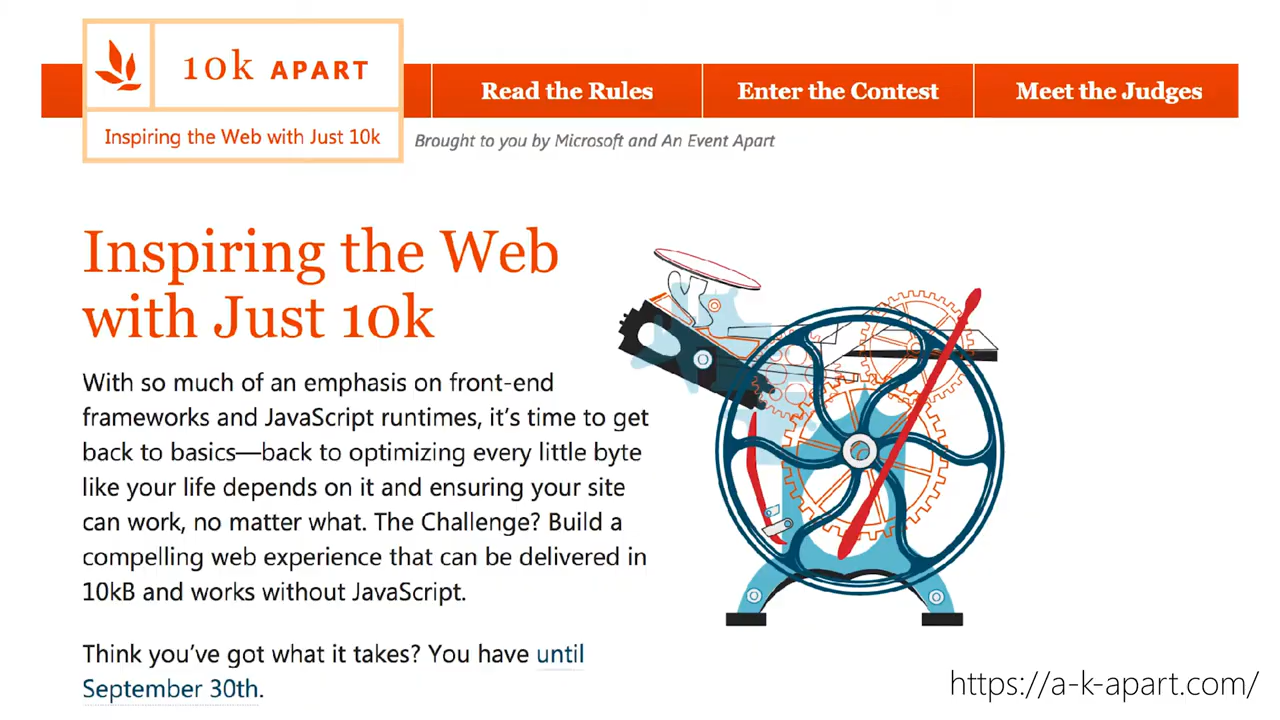 10k APART
Inspiring the Web with Just 10k
Read the Rules
Enter the Contest
Meet the Judges
Brought to you by Microsoft and An Event Apart
Inspiring the Web
with Just 10k
With so much of an emphasis on front-end
frameworks and JavaScript runtimes, it’s time to get
back to basics—back to optimizing every little byte
like your life depends on it and ensuring your site
can work, no matter what. The Challenge? Build a
compelling web experience that can be delivered in
10kB and works without JavaScript.
Think you’ve got what it takes? You have until
September 30th.
https://a-k-apart.com/